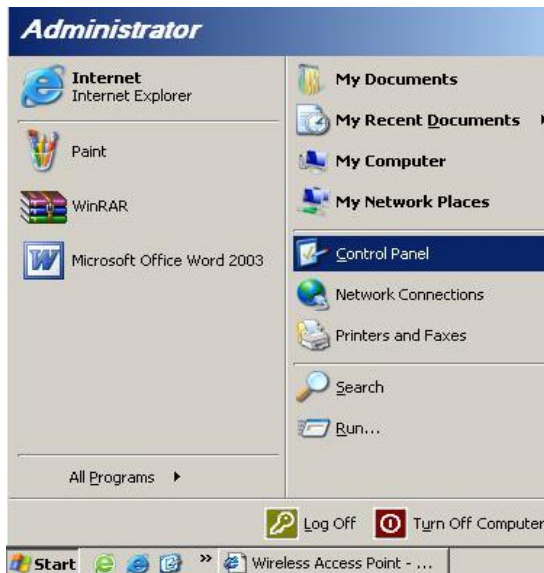 Administrator
Internet
Internet Explorer
Paint
WinRAR
Microsoft Office Word 2003
All Programs
My Documents
My Recent Documents
My Computer
My Network Places
Control Panel
Network Connections
Printers and Faxes
Search
Run...
Log Off
Turn Off Computer
Start
»
Wireless Access Point - ...